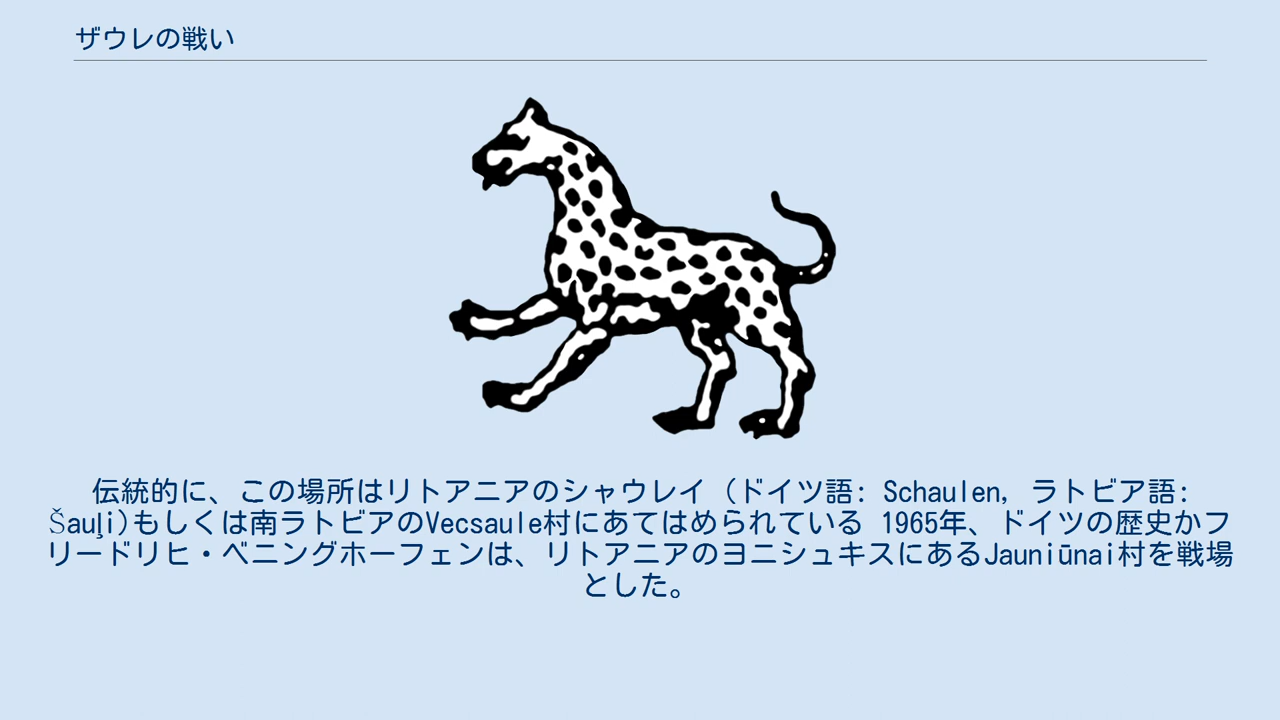 ザウレの戦い
伝統的に、この場所はリトアニアのシャウレイ (ドイツ語: Schaulen, ラトビア語:
Šauļi)もしくは南ラトビアのVecsaule村にあてはめられている 1965年、ドイツの歴史かフ
リードリヒ・ベニングホーフェンは、リトアニアのヨニシュキスにあるJauniūnai村を戦場
とした。